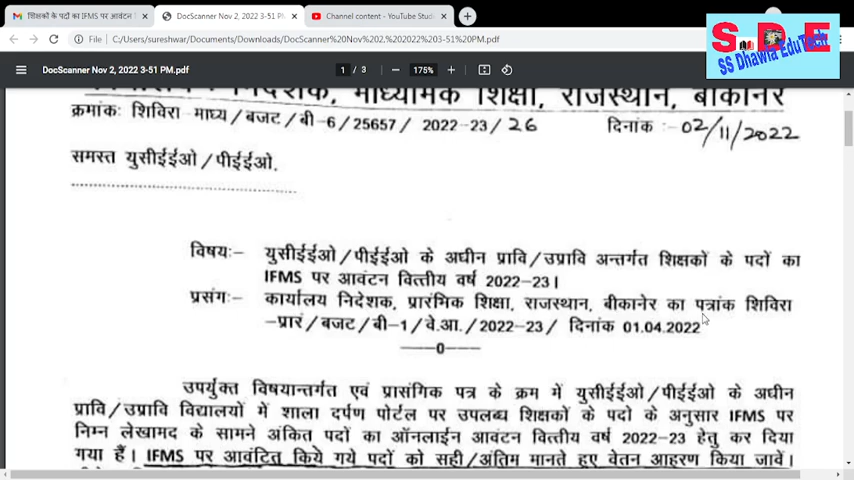 शिक्षकों के पदों का IFMS पर आवंटन
DocScanner Nov 2, 2022 3-51 P
Channel content - YouTube Studi
File
C:/Users/sureshwar/Documents/Downloads/DocScanner%20Nov%202,%202022%203-51%20PM.pdf
SDE
SS Dhawla EduTech
DocScanner Nov 2, 2022 3-51 PM.pdf
1 / 3
175%
निदेशक, माध्यमिक शिक्षा, राजस्थान, बीकानेर
क्रमांकः शिविरा माध्य/बजट/बी-6/25657/ 2022-23/26 दिनांक :- 02/11/2022
समस्त युसीईईओ/पीईईओ.
विषयः- युसीईईओ/पीईईओ के अधीन प्रावि/उप्रावि अन्तर्गत शिक्षकों के पदों का
IFMS पर आवंटन वित्तीय वर्ष 2022-23।
प्रसंगः- कार्यालय निदेशक, प्रारंभिक शिक्षा, राजस्थान, बीकानेर का पत्रांक शिविरा
-प्रारं/बजट/बी-1/वे.आ./2022-23/ दिनांक 01.04.2022
——0——
उपर्युक्त विषयान्तर्गत एवं प्रासंगिक पत्र के क्रम में युसीईईओ/पीईईओ के अधीन
प्रावि/उप्रावि विद्यालयों में शाला दर्पण पोर्टल पर उपलब्ध शिक्षकों के पदो के अनुसार IFMS पर
निम्न लेखामद के सामने अंकित पदों का ऑनलाईन आवंटन वित्तीय वर्ष 2022-23 हेतु कर दिया
गया हैं। IFMS पर आवंटित किये गये पदों को सही/अंतिम मानते हुए वेतन आहरण किया जावें।